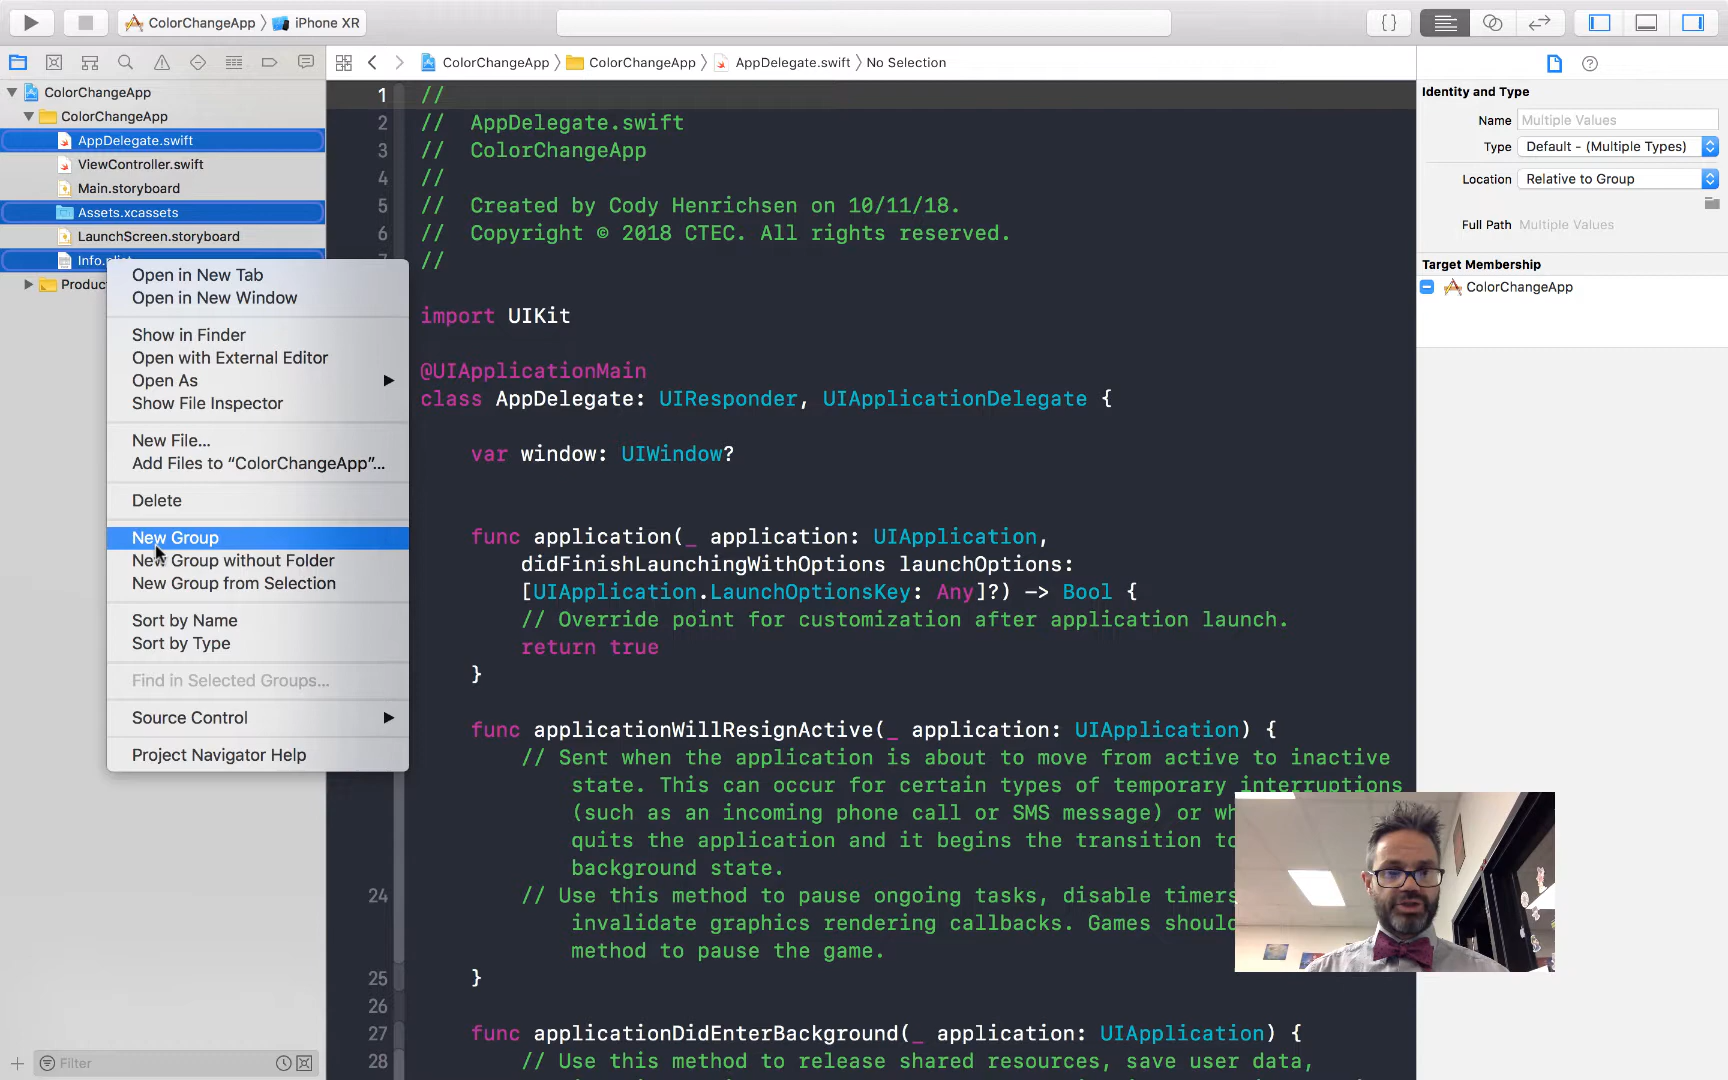 ColorChangeApp
iPhone XR
{}
ColorChangeApp
ColorChangeApp
AppDelegate.swift
No Selection
ColorChangeApp
ColorChangeApp
AppDelegate.swift
ViewController.swift
Main.storyboard
Assets.xcassets
LaunchScreen.storyboard
Open in New Tab
Open in New Window
Show in Finder
Open with External Editor
Open As
Show File Inspector
New File...
Add Files to “ColorChangeApp”...
Delete
New Group
New Group without Folder
New Group from Selection
Sort by Name
Sort by Type
Find in Selected Groups...
Source Control
Project Navigator Help
Filter
1 //
2 // AppDelegate.swift
3 // ColorChangeApp
4 //
5 // Created by Cody Henrichsen on 10/11/18.
6 // Copyright © 2018 CTEC. All rights reserved.
//
import UIKit
@UIApplicationMain
class AppDelegate: UIResponder, UIApplicationDelegate {
var window: UIWindow?
func application(_ application: UIApplication,
didFinishLaunchingWithOptions launchOptions:
[UIApplication.LaunchOptionsKey: Any]?) -> Bool {
// Override point for customization after application launch.
return true
}
func applicationWillResignActive(_ application: UIApplication) {
// Sent when the application is about to move from active to inactive
state. This can occur for certain types of temporary interruptions
(such as an incoming phone call or SMS message) or
quits the application and it begins the transition
background state.
24 // Use this method to pause ongoing tasks, disable timers
invalidate graphics rendering callbacks. Games
method to pause the game.
25 }
26
27 func applicationDidEnterBackground(_ application: UIApplication) {
28 // Use this method to release shared resources, save user data,
Identity and Type
Name Multiple Values
Type Default - (Multiple Types)
Location Relative to Group
Full Path Multiple Values
Target Membership
ColorChangeApp